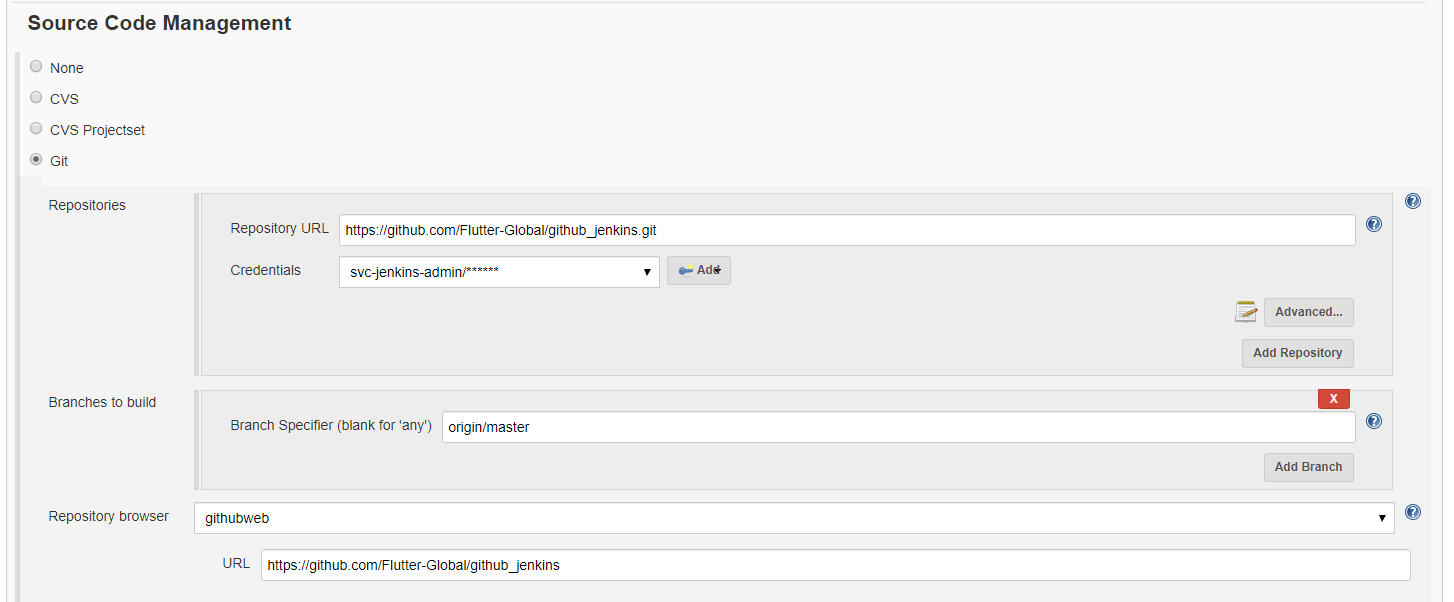 Source Code Management
None
CVS
CVS Projectset
Git
Repositories
Repository URL https://github.com/Flutter-Global/github_jenkins.git
Credentials svc-jenkins-admin/****** Add
Advanced...
Add Repository
Branches to build
X
Branch Specifier (blank for 'any') origin/master
Add Branch
Repository browser githubweb
URL https://github.com/Flutter-Global/github_jenkins